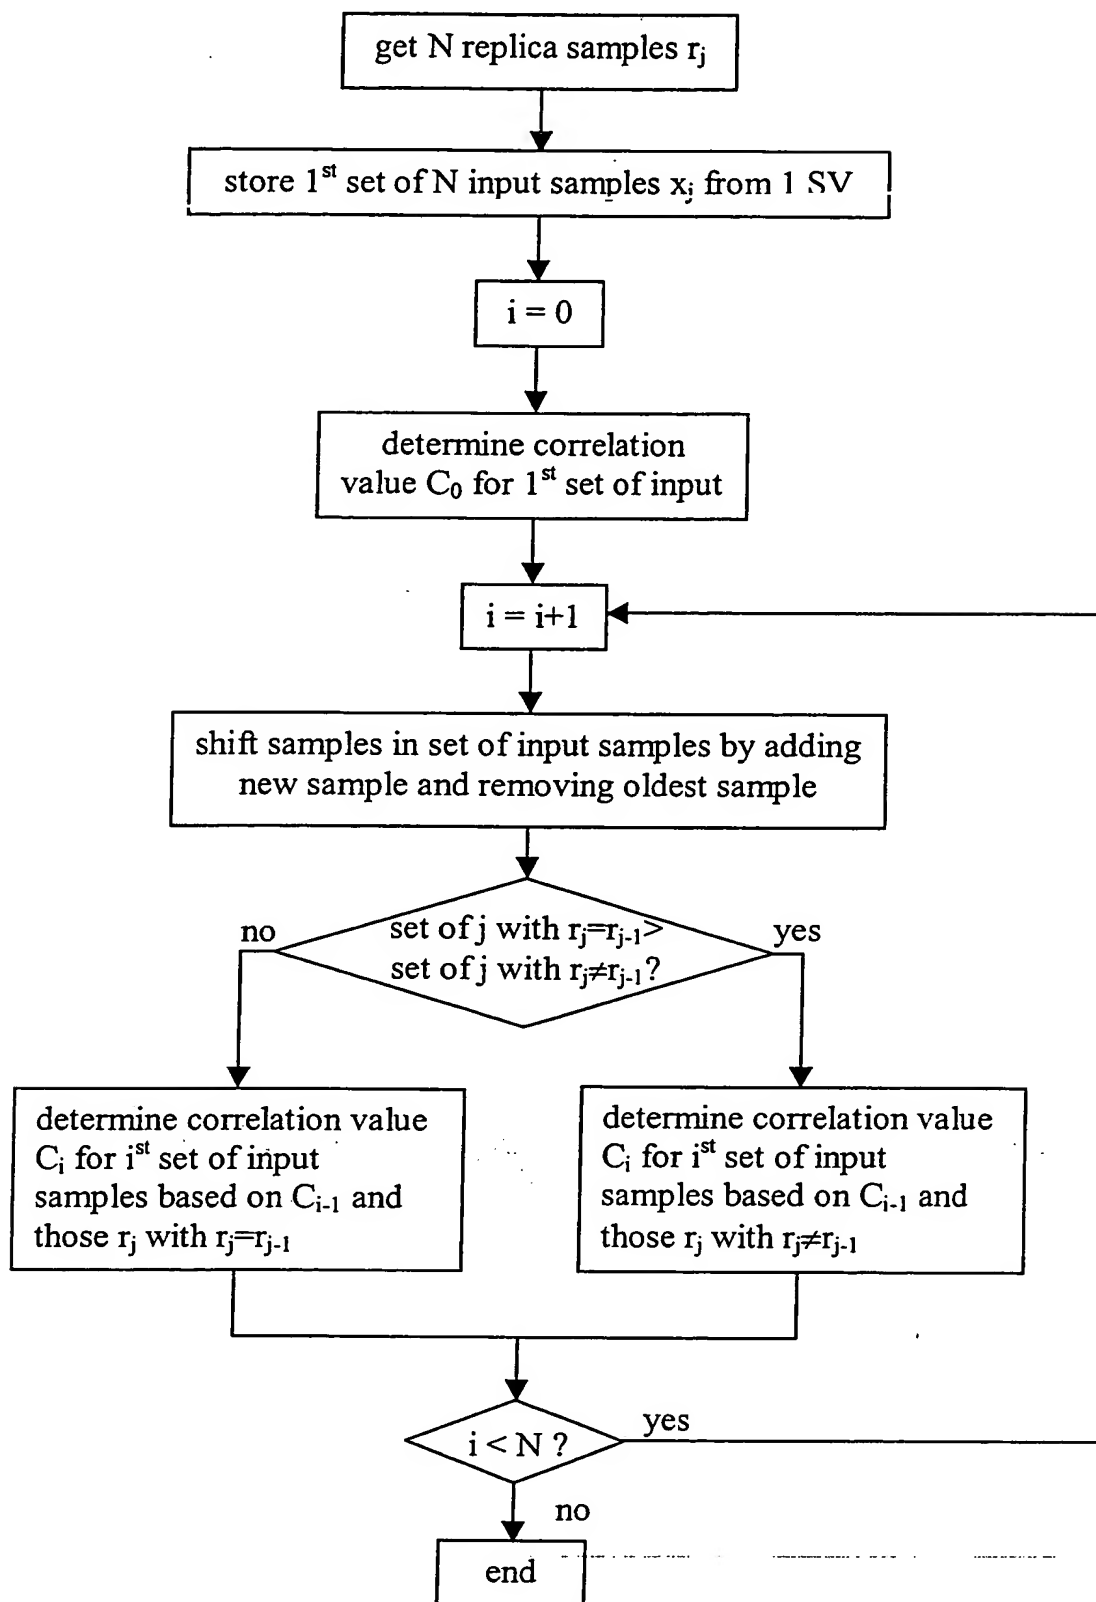 get N replica samples rj
store 1st set of N input samples xj from 1 SV
i = 0
determine correlation
value C0 for 1st set of input
i = i+1
shift samples in set of input samples by adding
new sample and removing oldest sample
no
set of j with rj=rj-1>
set of j with rj≠rj-1?
yes
determine correlation value
Ci for ist set of input
samples based on Ci-1 and
those rj with rj=rj-1
determine correlation value
Ci for ist set of input
samples based on Ci-1 and
those rj with rj≠rj-1
i < N ?
yes
no
end